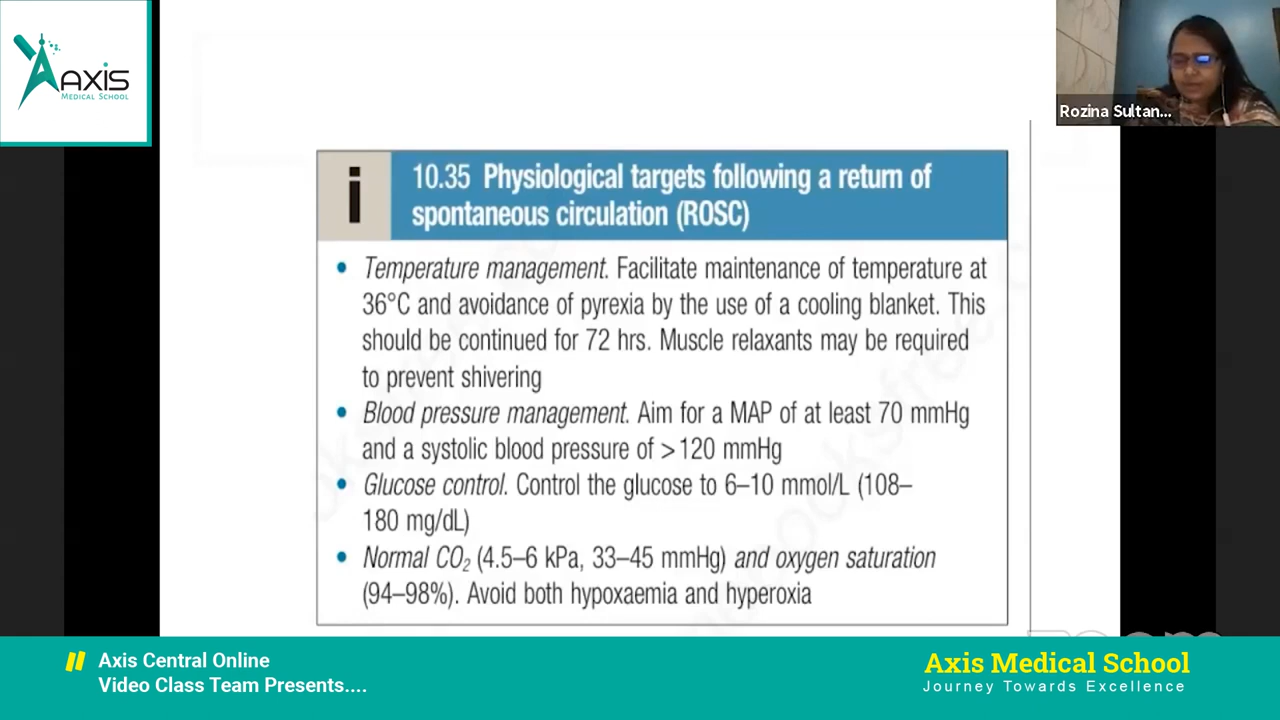 AXIS
MEDICAL SCHOOL
Rozina Sultan...
i
10.35 Physiological targets following a return of
spontaneous circulation (ROSC)
• Temperature management. Facilitate maintenance of temperature at
36°C and avoidance of pyrexia by the use of a cooling blanket. This
should be continued for 72 hrs. Muscle relaxants may be required
to prevent shivering
• Blood pressure management. Aim for a MAP of at least 70 mmHg
and a systolic blood pressure of >120 mmHg
• Glucose control. Control the glucose to 6–10 mmol/L (108–
180 mg/dL)
• Normal CO₂ (4.5–6 kPa, 33–45 mmHg) and oxygen saturation
(94–98%). Avoid both hypoxaemia and hyperoxia
Axis Central Online
Video Class Team Presents....
Axis Medical School
Journey Towards Excellence